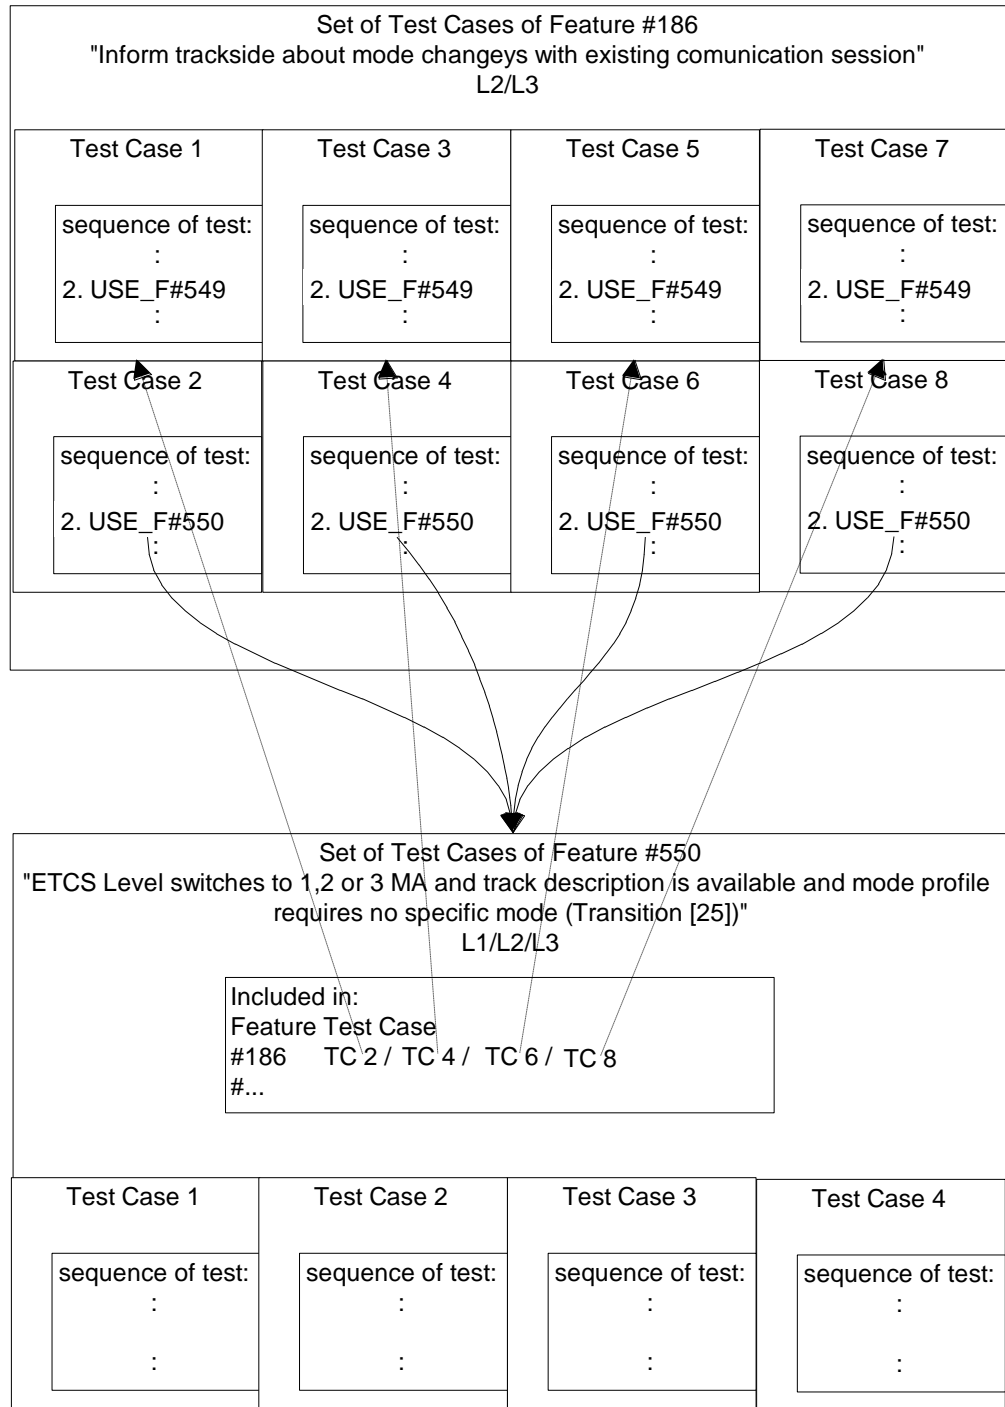 Set of Test Cases of Feature #186
"Inform trackside about mode changeys with existing comunication session"
L2/L3
Test Case 1
sequence of test:
:
2. USE_F#549
:
Test Case 3
sequence of test:
:
2. USE_F#549
:
Test Case 5
sequence of test:
:
2. USE_F#549
:
Test Case 7
sequence of test:
:
2. USE_F#549
:
Test Case 2
sequence of test:
:
2. USE_F#550
:
Test Case 4
sequence of test:
:
2. USE_F#550
:
Test Case 6
sequence of test:
:
2. USE_F#550
:
Test Case 8
sequence of test:
:
2. USE_F#550
:
Set of Test Cases of Feature #550
"ETCS Level switches to 1,2 or 3 MA and track description is available and mode profile
requires no specific mode (Transition [25])"
L1/L2/L3
Included in:
Feature Test Case
#186 TC 2 / TC 4 / TC 6 / TC 8
#...
Test Case 1
sequence of test:
:
:
Test Case 2
sequence of test:
:
:
Test Case 3
sequence of test:
:
:
Test Case 4
sequence of test:
:
: